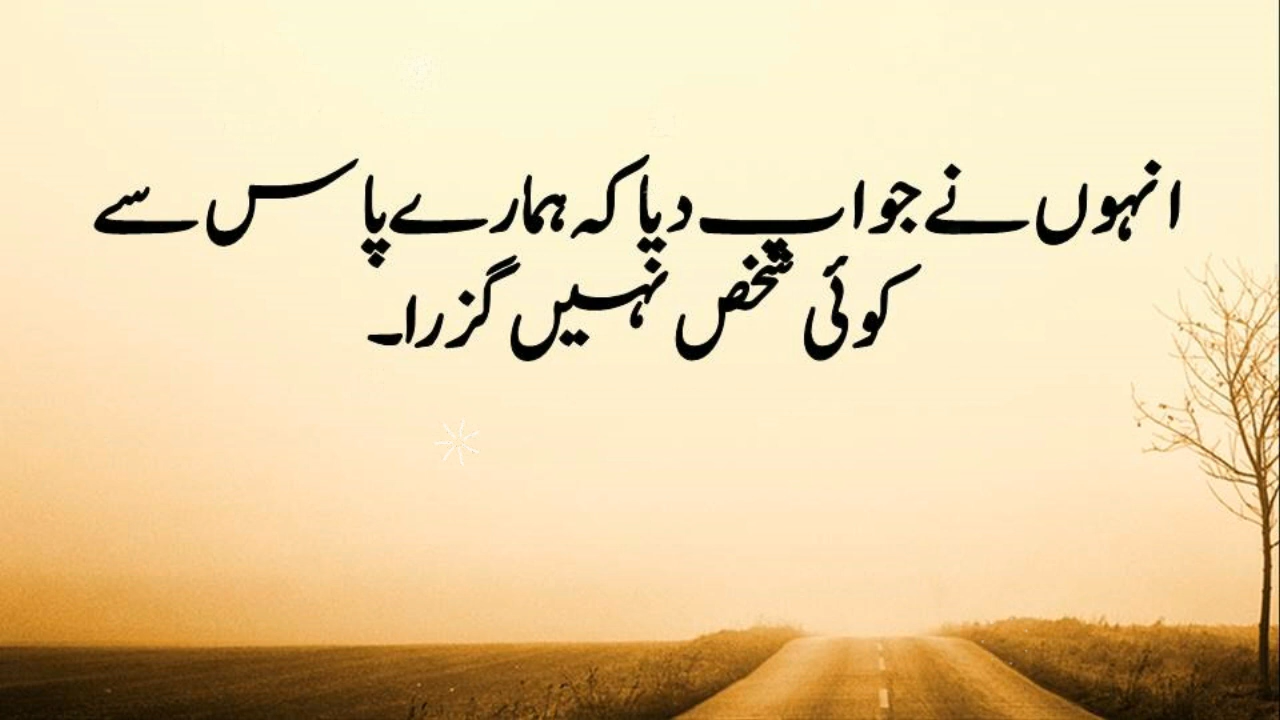 انہوں نے جواب دیا کہ ہمارے پاس سے
کوئی شخص نہیں گزرا۔